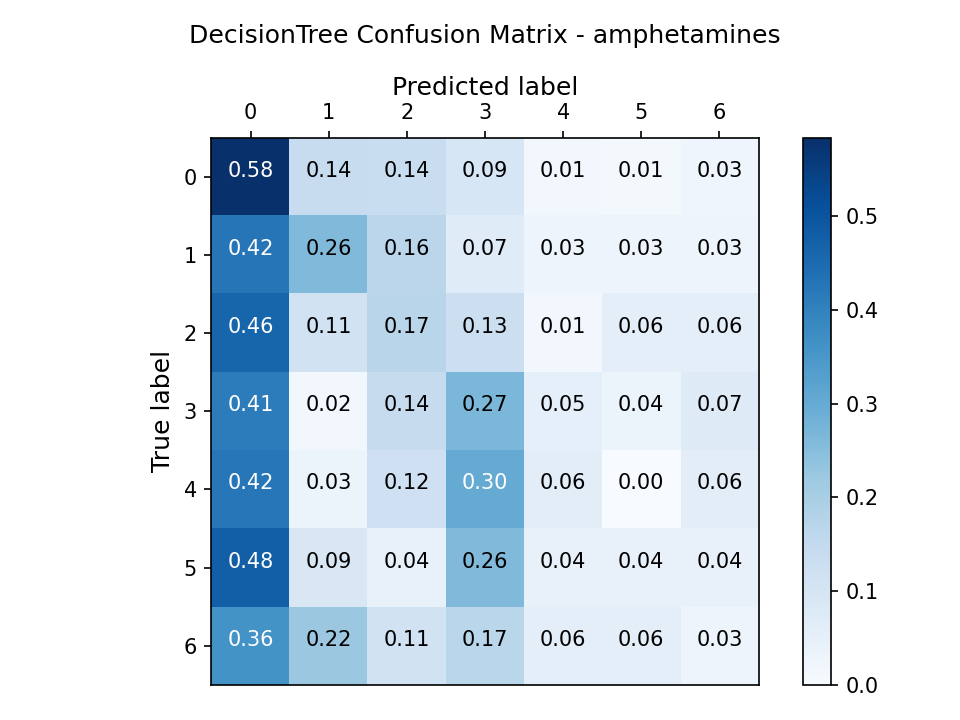 DecisionTree Confusion Matrix - amphetamines
Predicted label
0 1 2 3 4 5 6
0 0.58 0.14 0.14 0.09 0.01 0.01 0.03
1 0.42 0.26 0.16 0.07 0.03 0.03 0.03
2 0.46 0.11 0.17 0.13 0.01 0.06 0.06
3 0.41 0.02 0.14 0.27 0.05 0.04 0.07
4 0.42 0.03 0.12 0.30 0.06 0.00 0.06
5 0.48 0.09 0.04 0.26 0.04 0.04 0.04
6 0.36 0.22 0.11 0.17 0.06 0.06 0.03
True label
0.5
0.4
0.3
0.2
0.1
0.0